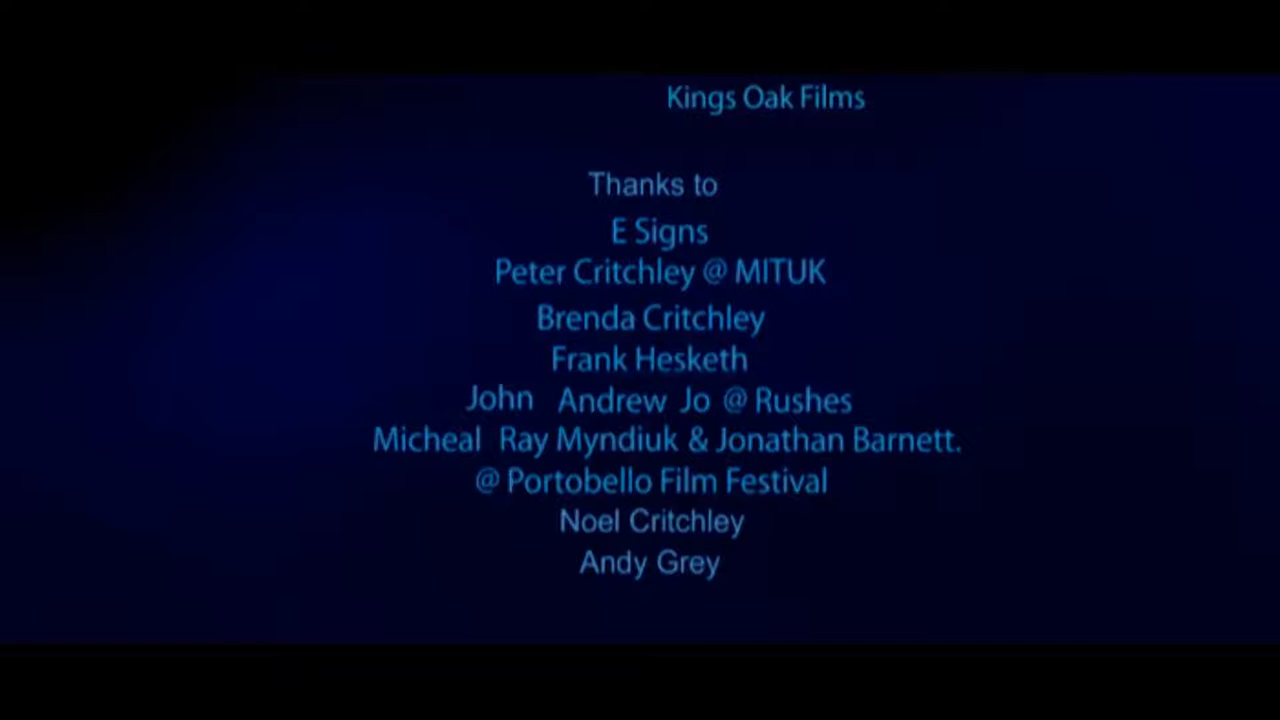 Kings Oak Films
Thanks to
E Signs
Peter Critchley @ MITUK
Brenda Critchley
Frank Hesketh
John Andrew Jo @ Rushes
Micheal Ray Myndiuk & Jonathan Barnett.
@ Portobello Film Festival
Noel Critchley
Andy Grey